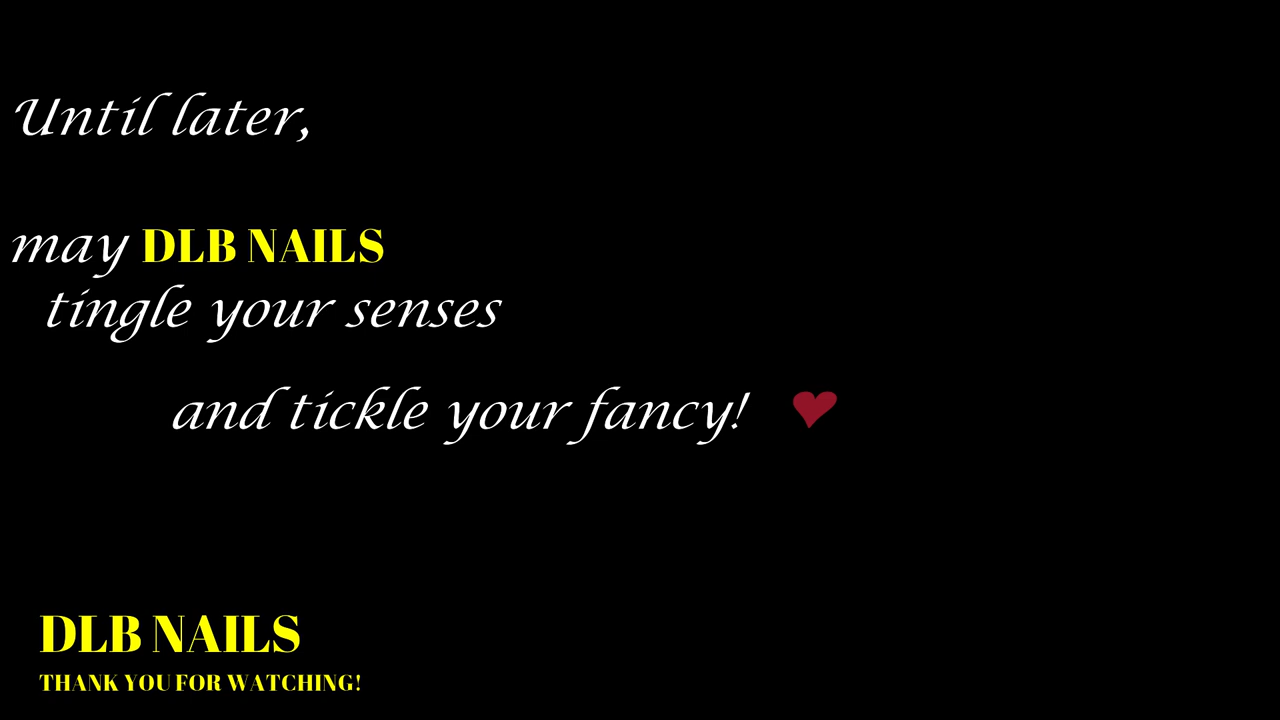 Until later,
may DLB NAILS
tingle your senses
and tickle your fancy! ♥
DLB NAILS
THANK YOU FOR WATCHING!